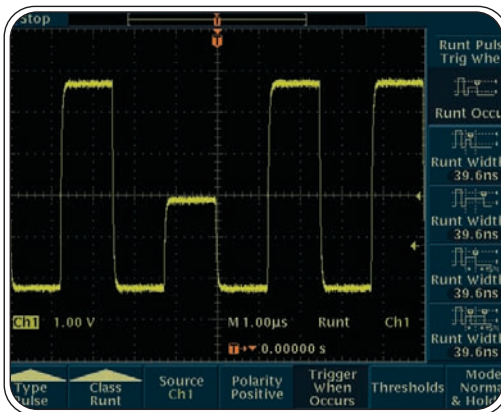 Stop
T
T
Runt Puls
Trig Whe
Runt Occu
Runt Width
39.6ns
Runt Width
39.6ns
Runt Width
39.6ns
Runt Width
39.6ns
Ch1 1.00 V M 1.00µs Runt Ch1
T 0.00000 s
Type
Pulse
Class
Runt
Source
Ch1
Polarity
Positive
Trigger
When
Occurs
Thresholds
Mode
Norma
& Hold